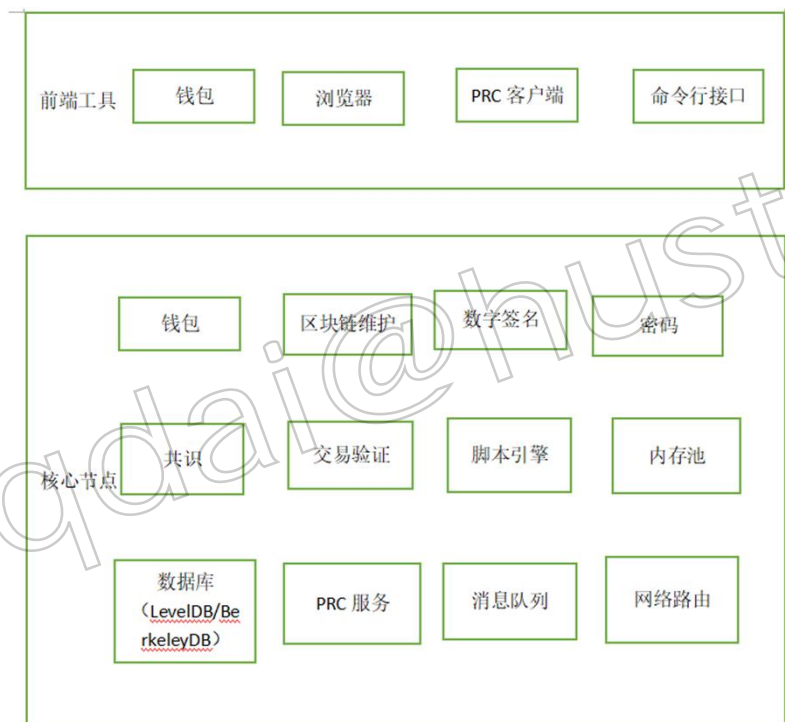 前端工具
钱包
浏览器
PRC 客户端
命令行接口
钱包
区块链维护
数字签名
密码
核心节点
共识
交易验证
脚本引擎
内存池
数据库
（LevelDB/Be
rkeleyDB）
PRC 服务
消息队列
网络路由
qdai@hust